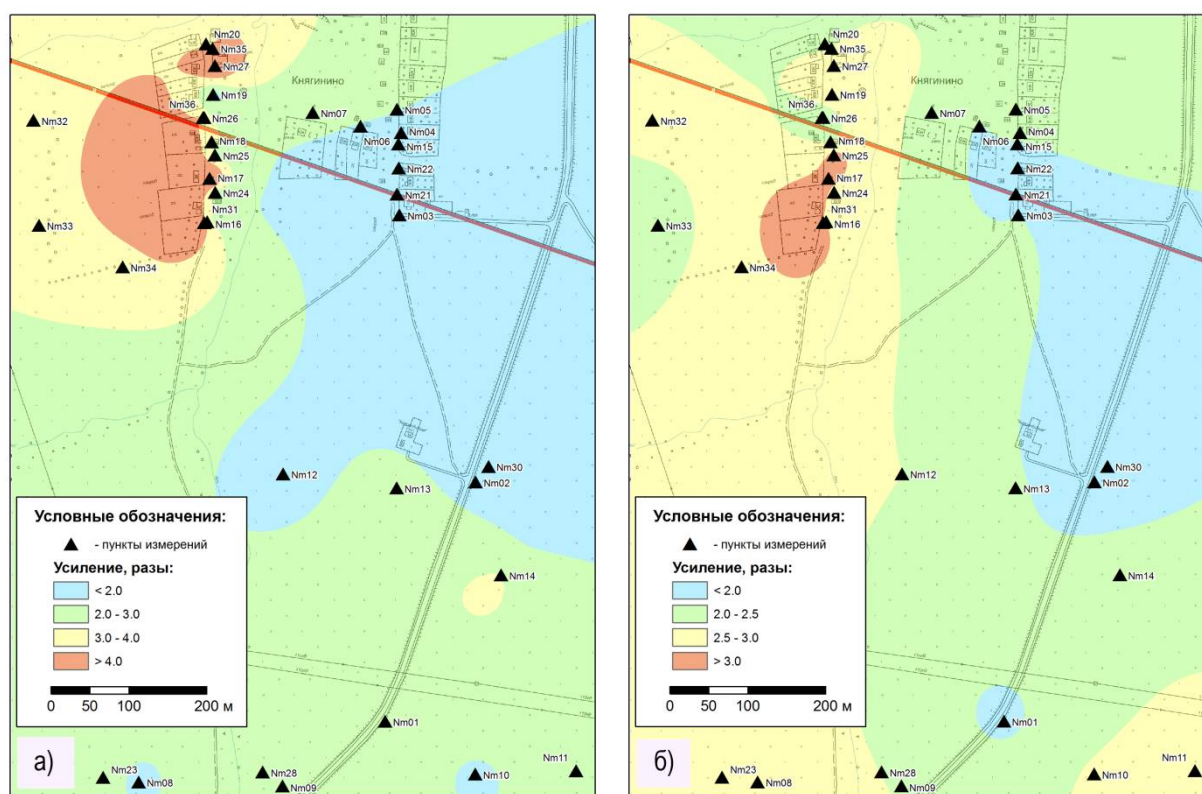 Nm20
Nm35
Nm27
Княгинино
Nm36
Nm19
Nm07
Nm05
Nm32
Nm26
Nm04
Nm06
Nm18
Nm15
Nm25
Nm22
Nm17
Nm24
Nm21
Nm31
Nm03
Nm16
Nm33
Nm34
Nm12
Nm30
Nm13
Nm02
Nm14
Nm01
Nm11
Nm23
Nm28
Nm10
Nm08
Nm09
Условные обозначения:
- пункты измерений
Усиление, разы:
< 2.0
2.0 - 3.0
3.0 - 4.0
> 4.0
0 50 100 200 м
а)
Nm20
Nm35
Nm27
Княгинино
Nm36
Nm19
Nm07
Nm05
Nm32
Nm26
Nm04
Nm06
Nm18
Nm15
Nm25
Nm22
Nm17
Nm24
Nm21
Nm31
Nm03
Nm16
Nm33
Nm34
Nm12
Nm30
Nm13
Nm02
Nm14
Nm01
Nm11
Nm23
Nm28
Nm10
Nm08
Nm09
Условные обозначения:
- пункты измерений
Усиление, разы:
< 2.0
2.0 - 2.5
2.5 - 3.0
> 3.0
0 50 100 200 м
б)